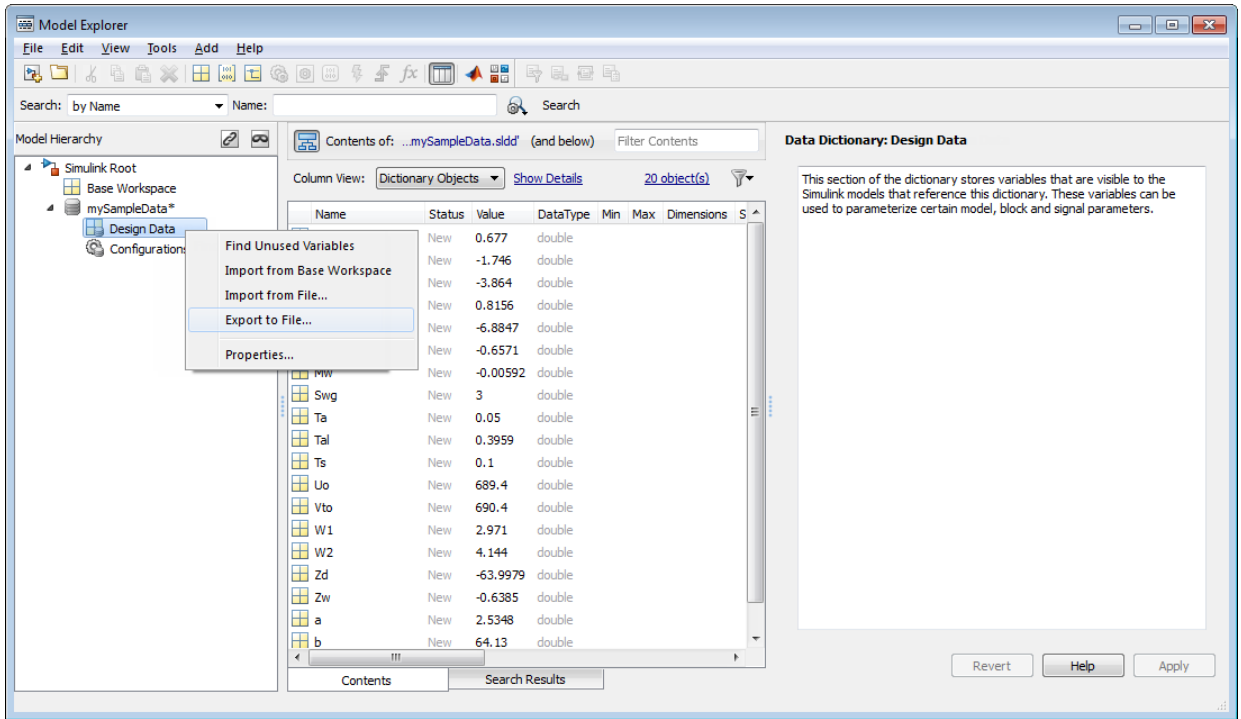 Model Explorer
File Edit View Tools Add Help
Search: by Name Name: Search
Model Hierarchy
Simulink Root
Base Workspace
mySampleData*
Design Data
Configurations
Find Unused Variables
Import from Base Workspace
Import from File...
Export to File...
Properties...
Contents of: ...mySampleData.sldd' (and below) Filter Contents
Column View: Dictionary Objects Show Details 20 object(s)
Name Status Value DataType Min Max Dimensions S
New 0.677 double
New -1.746 double
New -3.864 double
New 0.8156 double
New -6.8847 double
New -0.6571 double
Mw New -0.00592 double
Swg New 3 double
Ta New 0.05 double
Tal New 0.3959 double
Ts New 0.1 double
Uo New 689.4 double
Vto New 690.4 double
W1 New 2.971 double
W2 New 4.144 double
Zd New -63.9979 double
Zw New -0.6385 double
a New 2.5348 double
b New 64.13 double
Contents Search Results
Data Dictionary: Design Data
This section of the dictionary stores variables that are visible to the
Simulink models that reference this dictionary. These variables can be
used to parameterize certain model, block and signal parameters.
Revert Help Apply